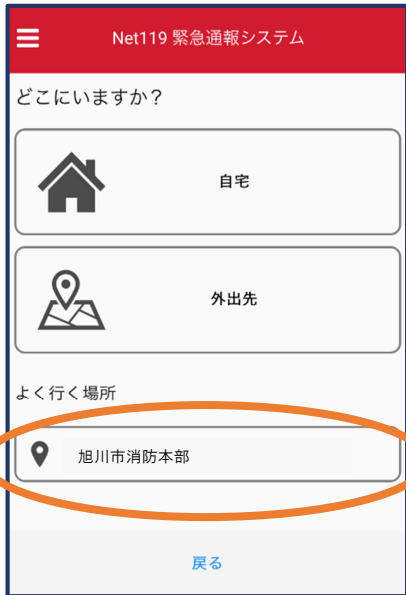 Net119 緊急通報システム
どこにいますか？
自宅
外出先
よく行く場所
旭川市消防本部
戻る